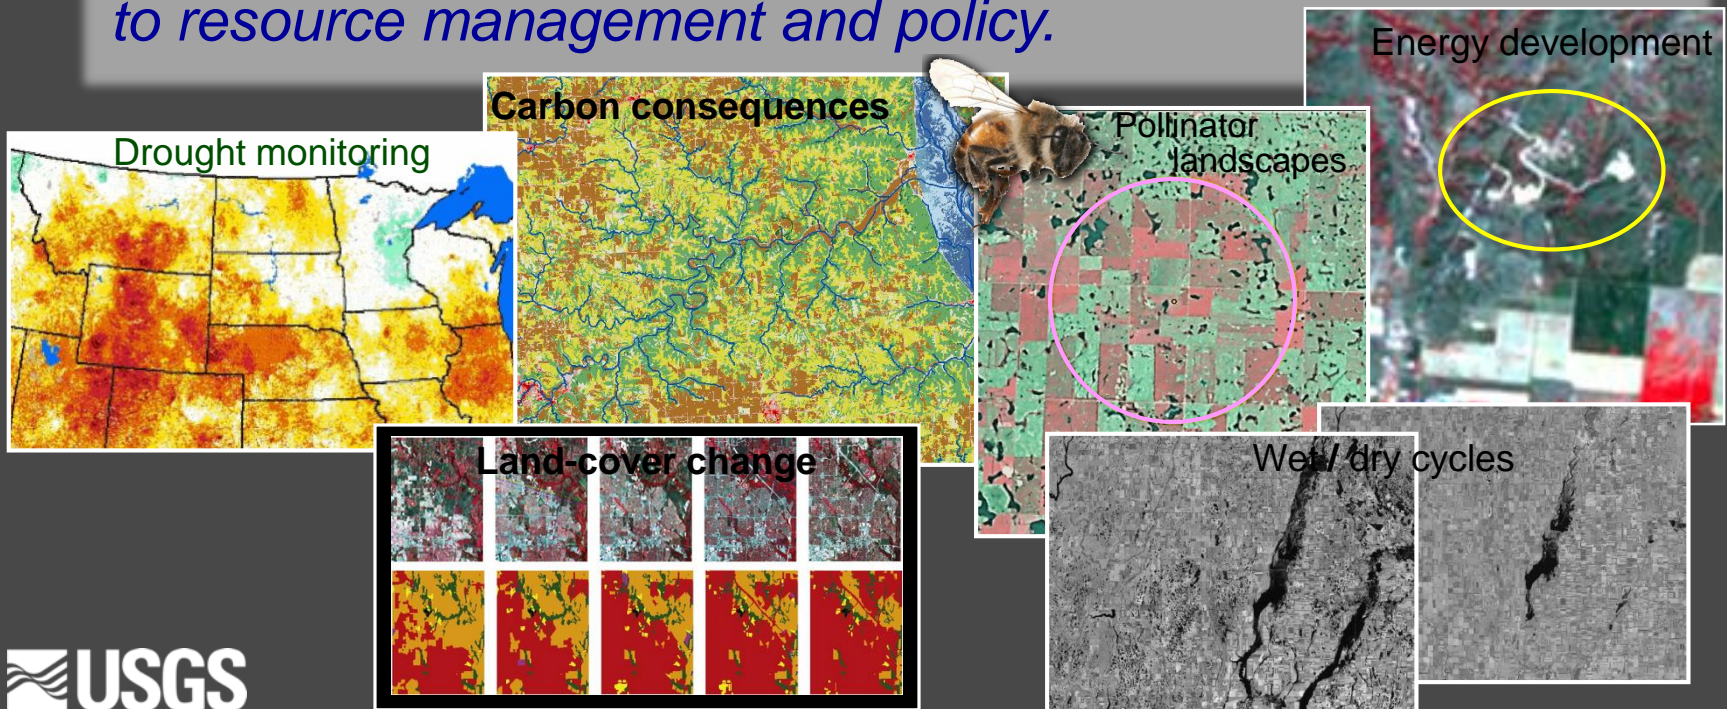 to resource management and policy.
Energy development
Carbon consequences
Pollinator
landscapes
Drought monitoring
Land-cover change
Wet / dry cycles
USGS